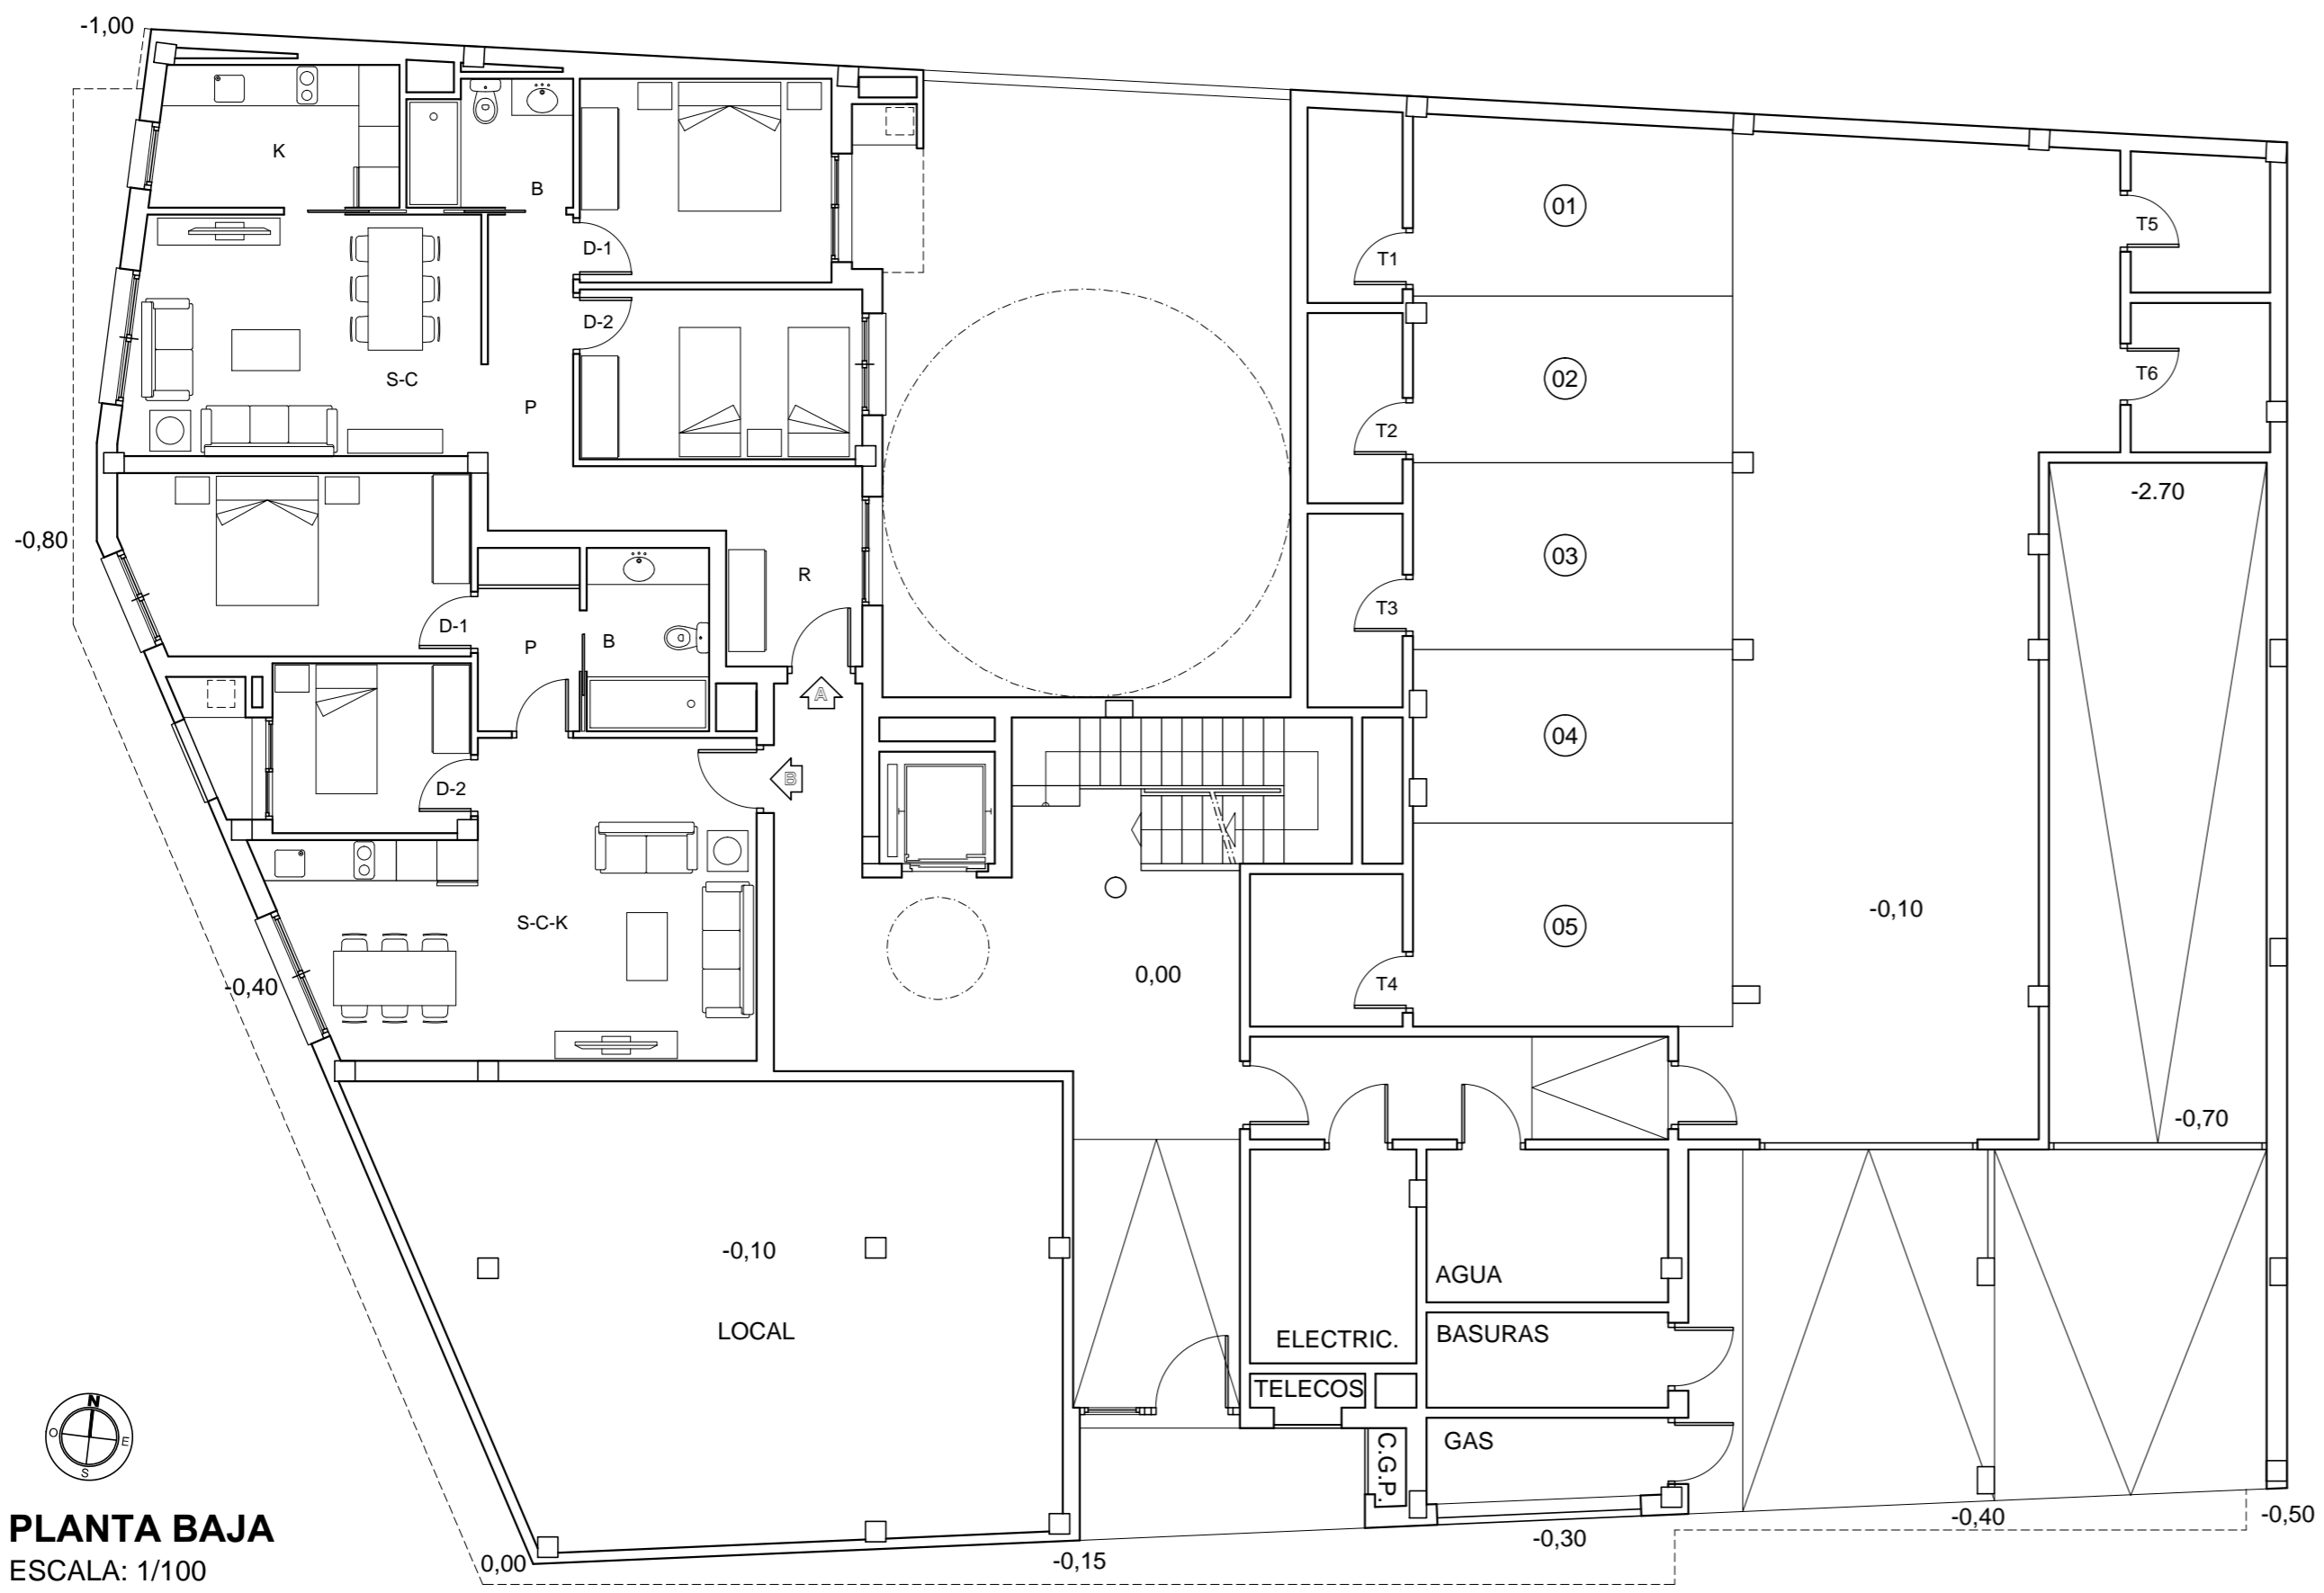 -1,00
K
B
01
T5
D-1
T1
D-2
02
T6
S-C
P
T2
-2.70
-0,80
03
R
T3
D-1
P
B
A
04
B
D-2
S-C-K
05
-0,10
-0,40
0,00
T4
-0,70
-0,10
AGUA
LOCAL
ELECTRIC.
BASURAS
TELECOS
N
O
E
S
GAS
C.G.P.
PLANTA BAJA
ESCALA: 1/100
0,00
-0,15
-0,30
-0,40
-0,50